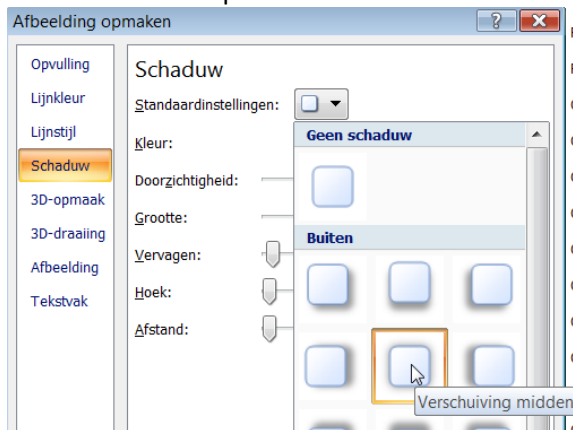 Afbeelding opmaken
Opvulling
Lijnkleur
Lijnstijl
Schaduw
3D-opmaak
3D-draaiing
Afbeelding
Tekstvak
Schaduw
Standaardinstellingen:
Kleur:
Doorzichtigheid:
Grootte:
Vervagen:
Hoek:
Afstand:
Geen schaduw
Buiten
Verschuiving midden